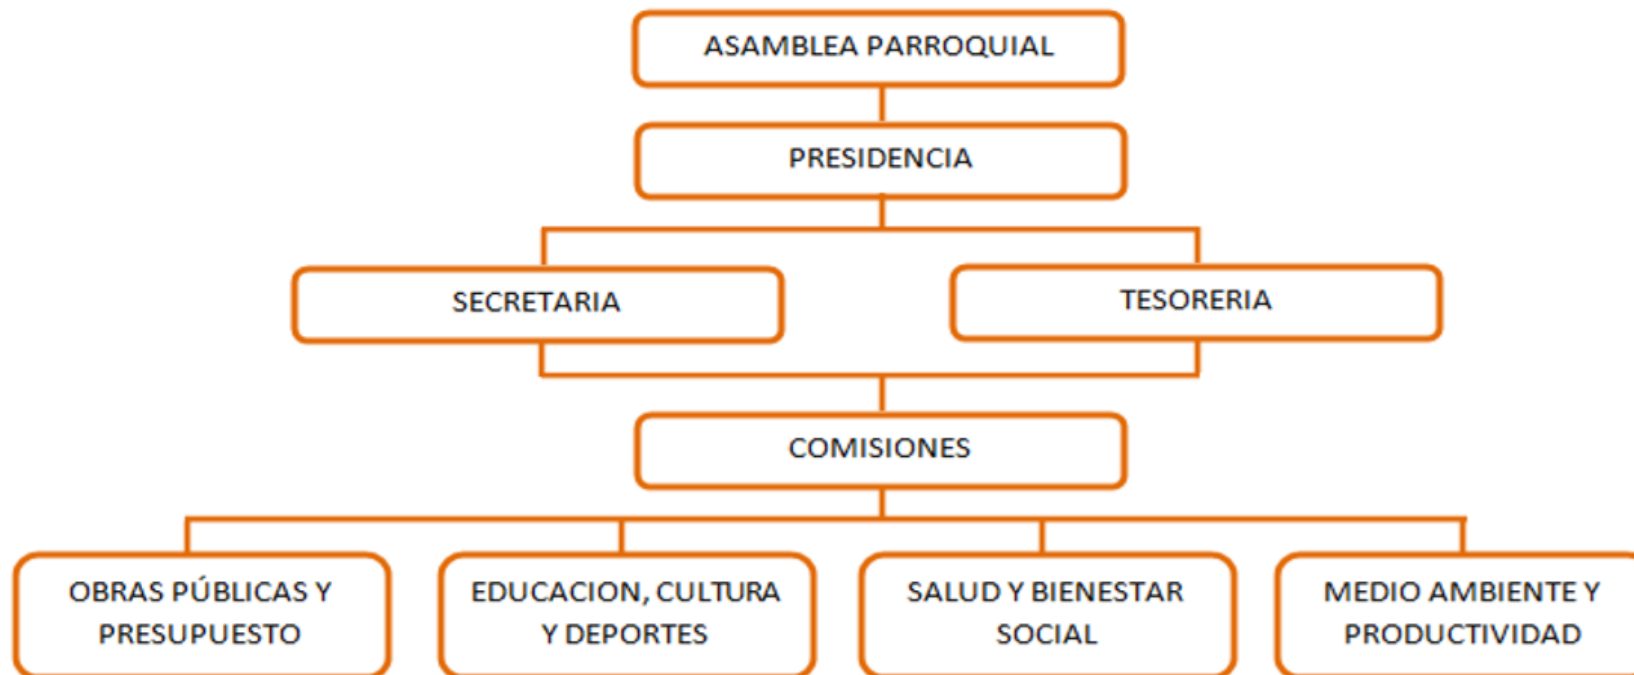 ASAMBLEA PARROQUIAL
PRESIDENCIA
SECRETARIA
TESORERIA
COMISIONES
OBRAS PÚBLICAS Y
PRESUPUESTO
EDUCACION, CULTURA
Y DEPORTES
SALUD Y BIENESTAR
SOCIAL
MEDIO AMBIENTE Y
PRODUCTIVIDAD